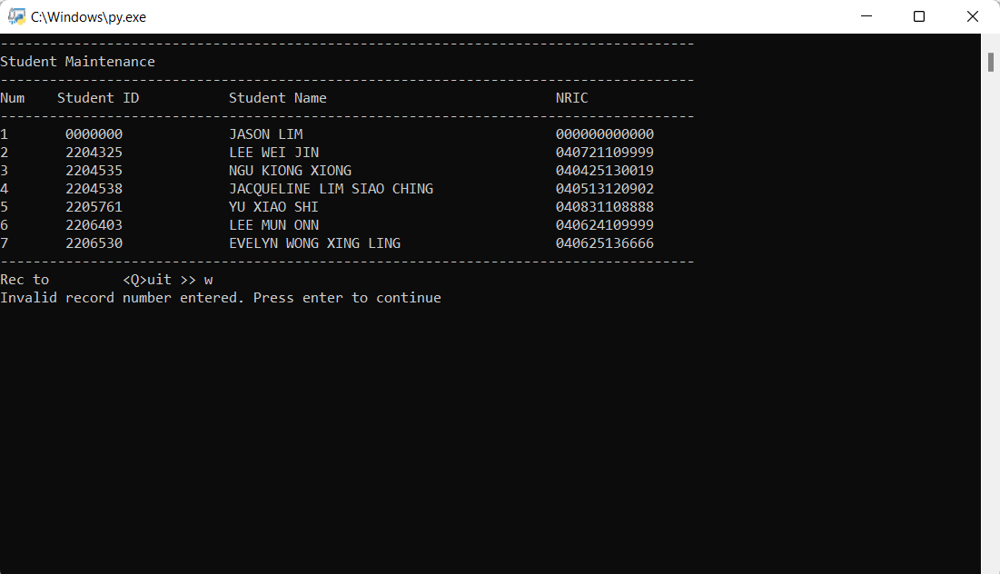 C:\Windows\py.exe
-------------------------------------------------------------------------------------
Student Maintenance
-------------------------------------------------------------------------------------
Num    Student ID           Student Name                            NRIC
-------------------------------------------------------------------------------------
1       0000000             JASON LIM                               000000000000
2       2204325             LEE WEI JIN                             040721109999
3       2204535             NGU KIONG XIONG                         040425130019
4       2204538             JACQUELINE LIM SIAO CHING               040513120902
5       2205761             YU XIAO SHI                             040831108888
6       2206403             LEE MUN ONN                             040624109999
7       2206530             EVELYN WONG XING LING                   040625136666
-------------------------------------------------------------------------------------
Rec to         <Q>uit >> w
Invalid record number entered. Press enter to continue